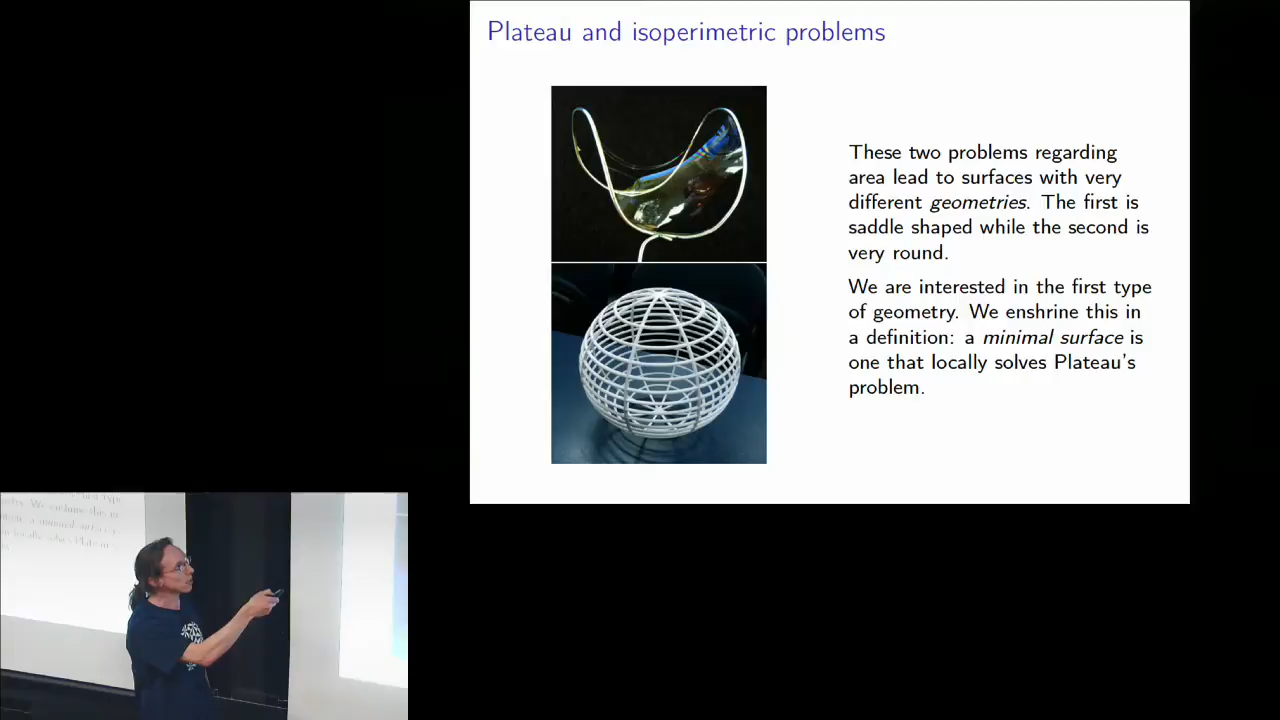 Plateau and isoperimetric problems
These two problems regarding
area lead to surfaces with very
different geometries. The first is
saddle shaped while the second is
very round.
We are interested in the first type
of geometry. We enshrine this in
a definition: a minimal surface is
one that locally solves Plateau's
problem.